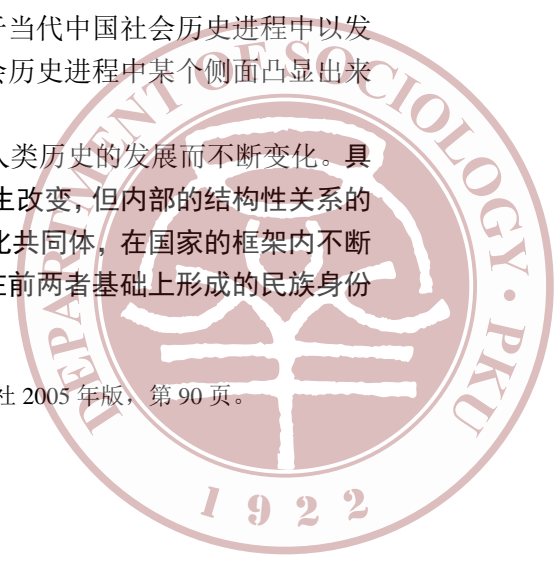 于当代中国社会历史进程中以发
会历史进程中某个侧面凸显出来
人类历史的发展而不断变化。具
生改变，但内部的结构性关系的
化共同体，在国家的框架内不断
在前两者基础上形成的民族身份
社 2005 年版，第 90 页。
DEPARTMENT OF SOCIOLOGY · PKU
1922